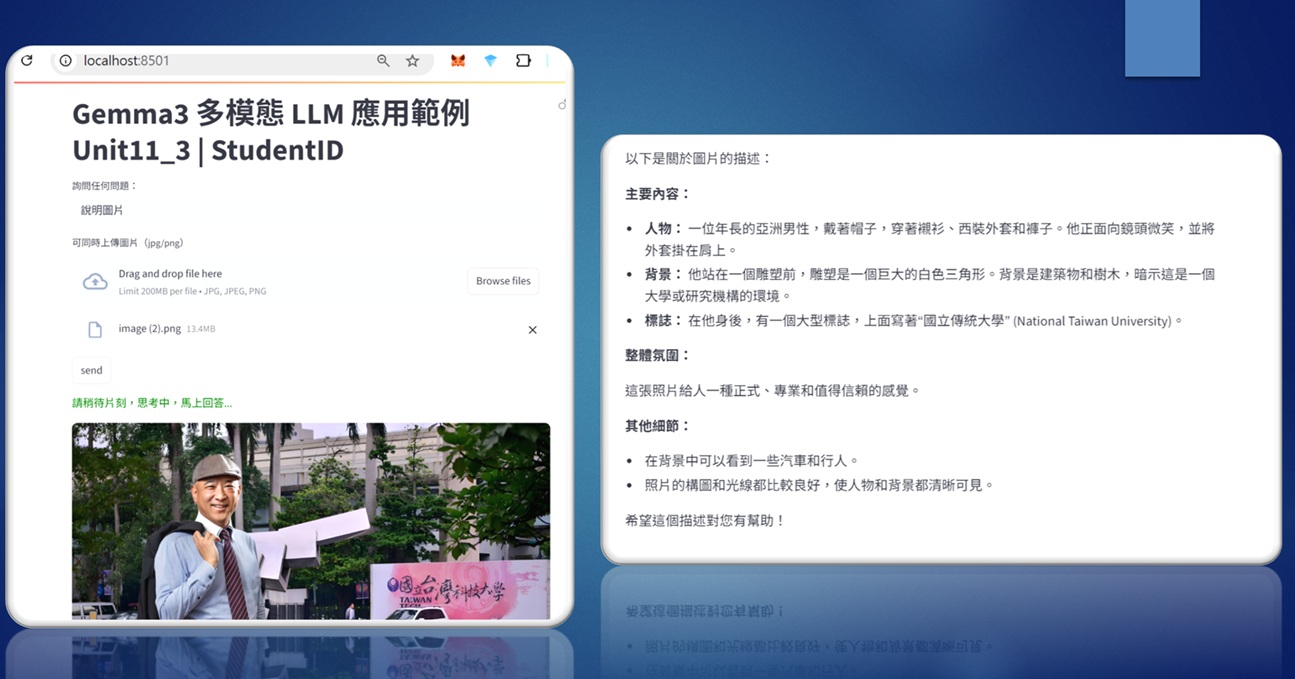 localhost:8501
Gemma3 多模態 LLM 應用範例
Unit11_3 | StudentID
詢問任何問題：
說明圖片
可同時上傳圖片（jpg/png）
Drag and drop file here
Limit 200MB per file • JPG, JPEG, PNG
Browse files
image (2).png 13.4MB
send
請稍待片刻，思考中，馬上回答...
國立台灣科技大學
TAIWAN
TECH
以下是關於圖片的描述：
主要內容：
• 人物： 一位年長的亞洲男性，戴著帽子，穿著襯衫、西裝外套和褲子。他正面向鏡頭微笑，並將
外套掛在肩上。
• 背景： 他站在一個雕塑前，雕塑是一個巨大的白色三角形。背景是建築物和樹木，暗示這是一個
大學或研究機構的環境。
• 標誌： 在他身後，有一個大型標誌，上面寫著“國立傳統大學” (National Taiwan University)。
整體氛圍：
這張照片給人一種正式、專業和值得信賴的感覺。
其他細節：
• 在背景中可以看到一些汽車和行人。
• 照片的構圖和光線都比較良好，使人物和背景都清晰可見。
希望這個描述對您有幫助！